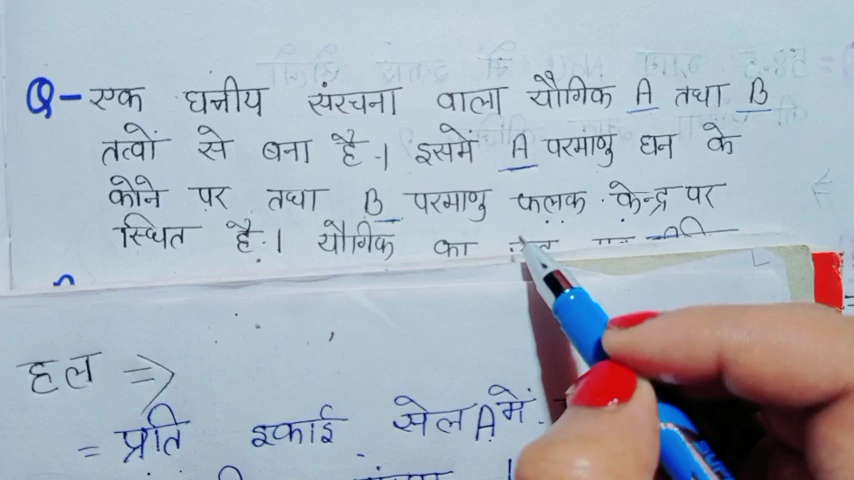 Q- एक घनीय संरचना वाला यौगिक A तथा B
तत्वों से बना है। इसमें A परमाणु घन के
कोने पर तथा B परमाणु फलक केन्द्र पर
स्थित है। यौगिक का
हल ⇒
= प्रति इकाई सेल A में